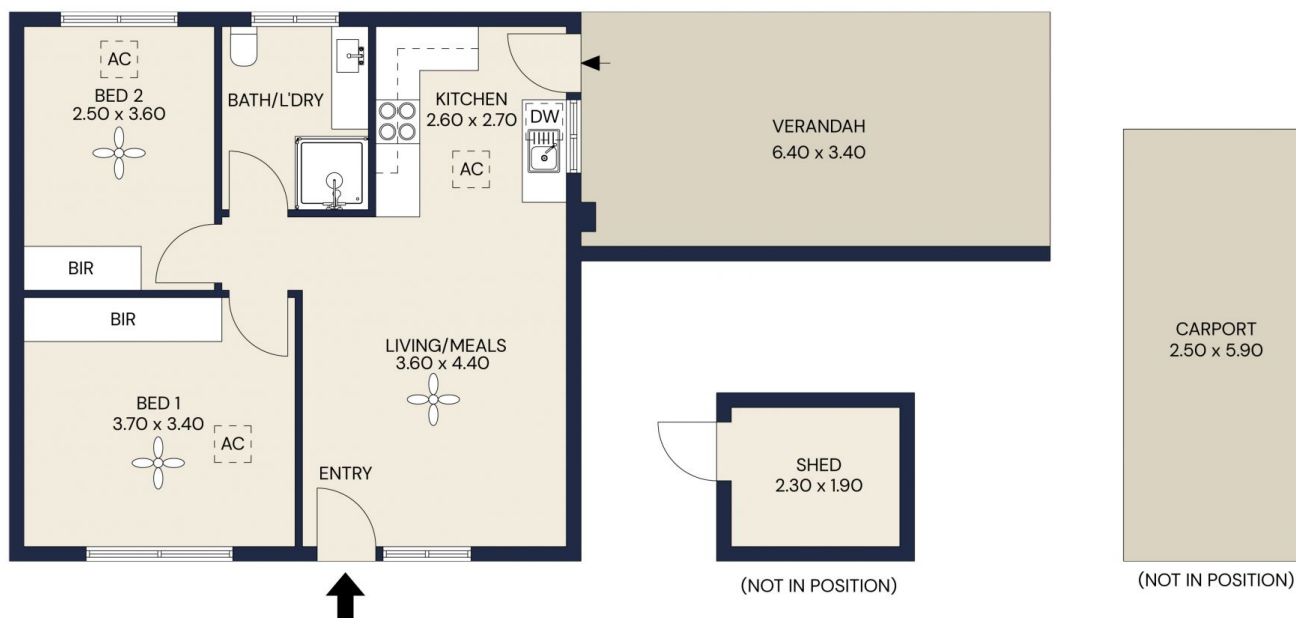 AC
BED 2
2.50 x 3.60
BIR
BATH/L'DRY
KITCHEN
2.60 x 2.70
AC
DW
VERANDAH
6.40 x 3.40
BIR
BED 1
3.70 x 3.40
AC
LIVING/MEALS
3.60 x 4.40
ENTRY
SHED
2.30 x 1.90
(NOT IN POSITION)
CARPORT
2.50 x 5.90
(NOT IN POSITION)